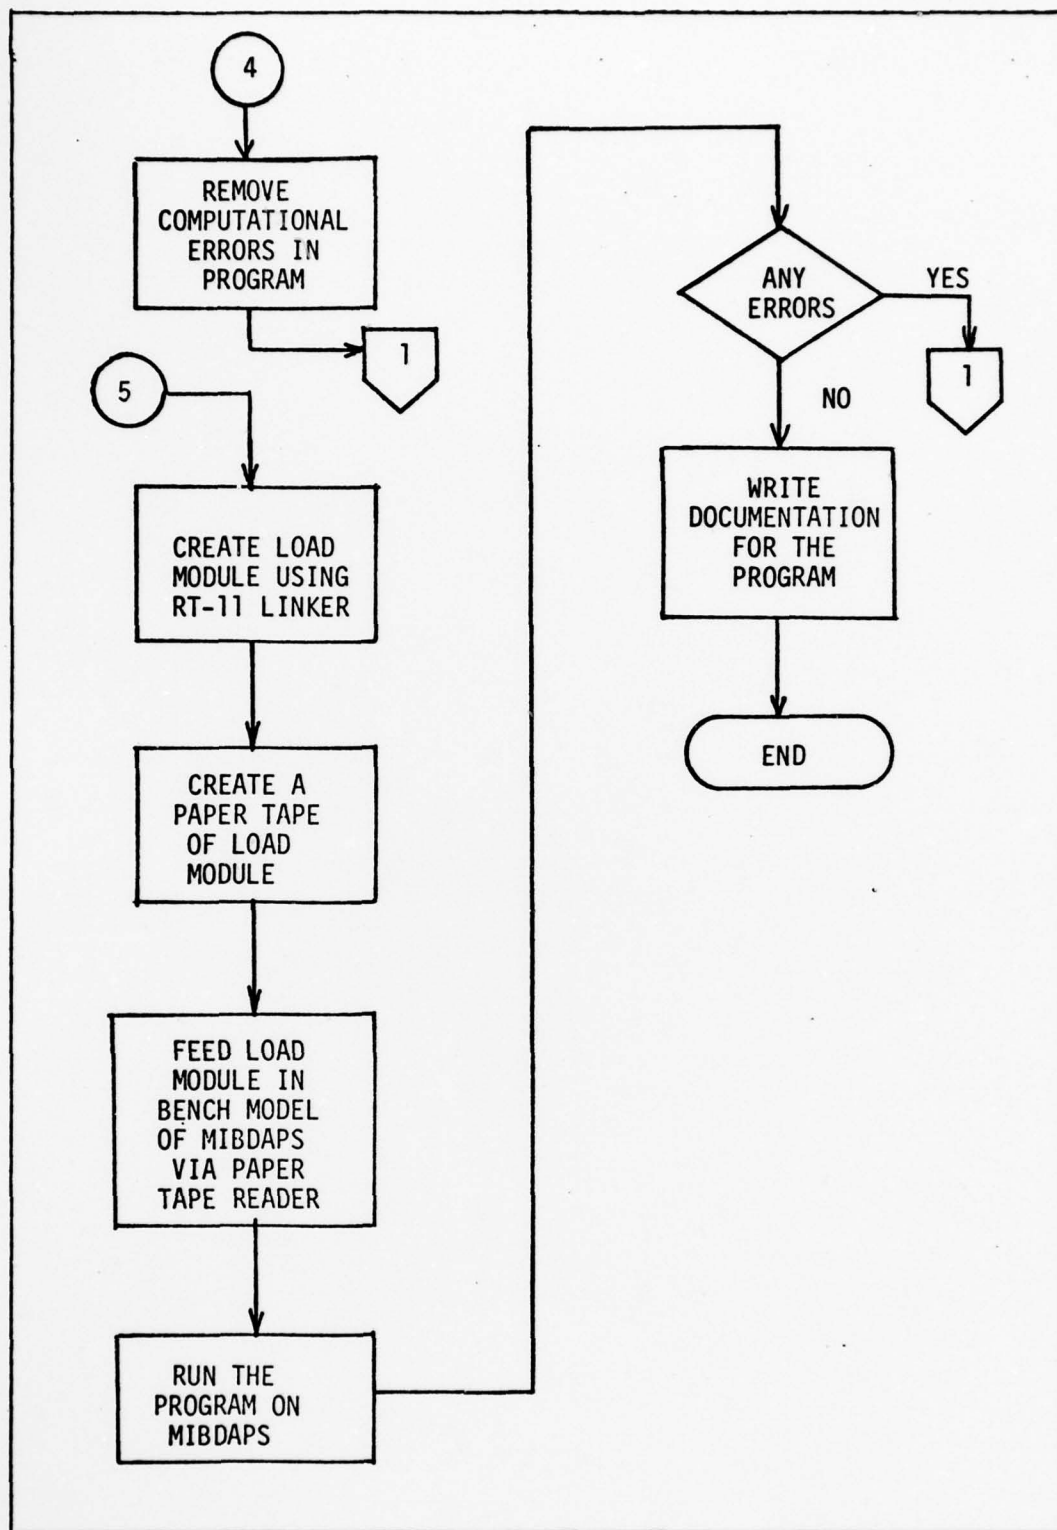 4
REMOVE
COMPUTATIONAL
ERRORS IN
PROGRAM
1
5
CREATE LOAD
MODULE USING
RT-11 LINKER
CREATE A
PAPER TAPE
OF LOAD
MODULE
FEED LOAD
MODULE IN
BENCH MODEL
OF MIBDAPS
VIA PAPER
TAPE READER
RUN THE
PROGRAM ON
MIBDAPS
ANY
ERRORS
YES
1
NO
WRITE
DOCUMENTATION
FOR THE
PROGRAM
END